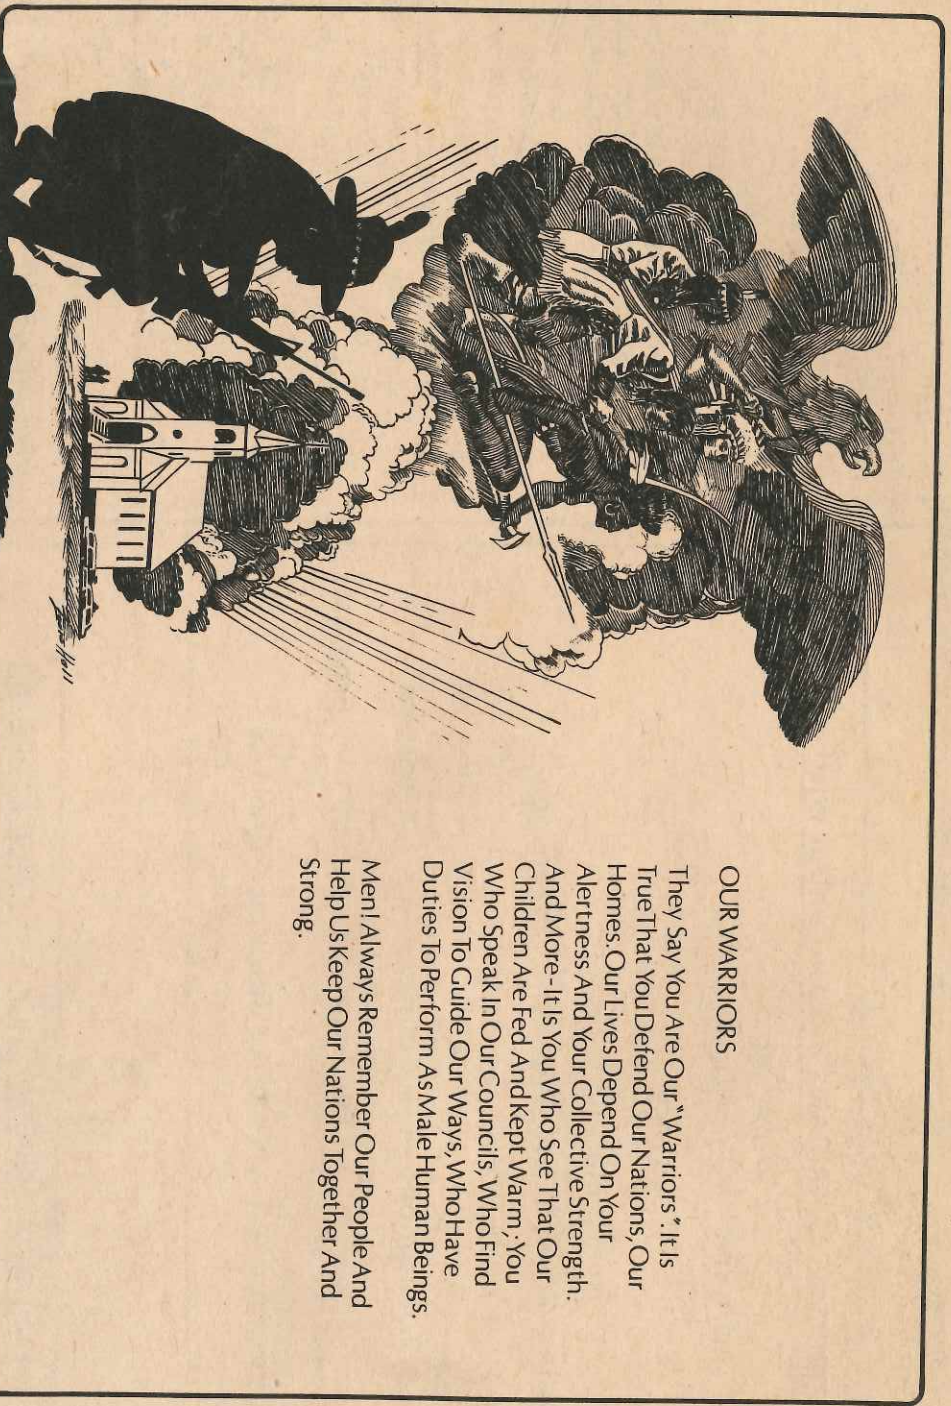 OUR WARRIORS
They Say You Are Our "Warriors". It Is
True That You Defend Our Nations, Our
Homes. Our Lives Depend On Your
Alertness And Your Collective Strength.
And More - It Is You Who See That Our
Children Are Fed And Kept Warm ; You
Who Speak In Our Councils, Who Find
Vision To Guide Our Ways, Who Have
Duties To Perform As Male Human Beings.
Men! Always Remember Our People And
Help Us Keep Our Nations Together And
Strong.